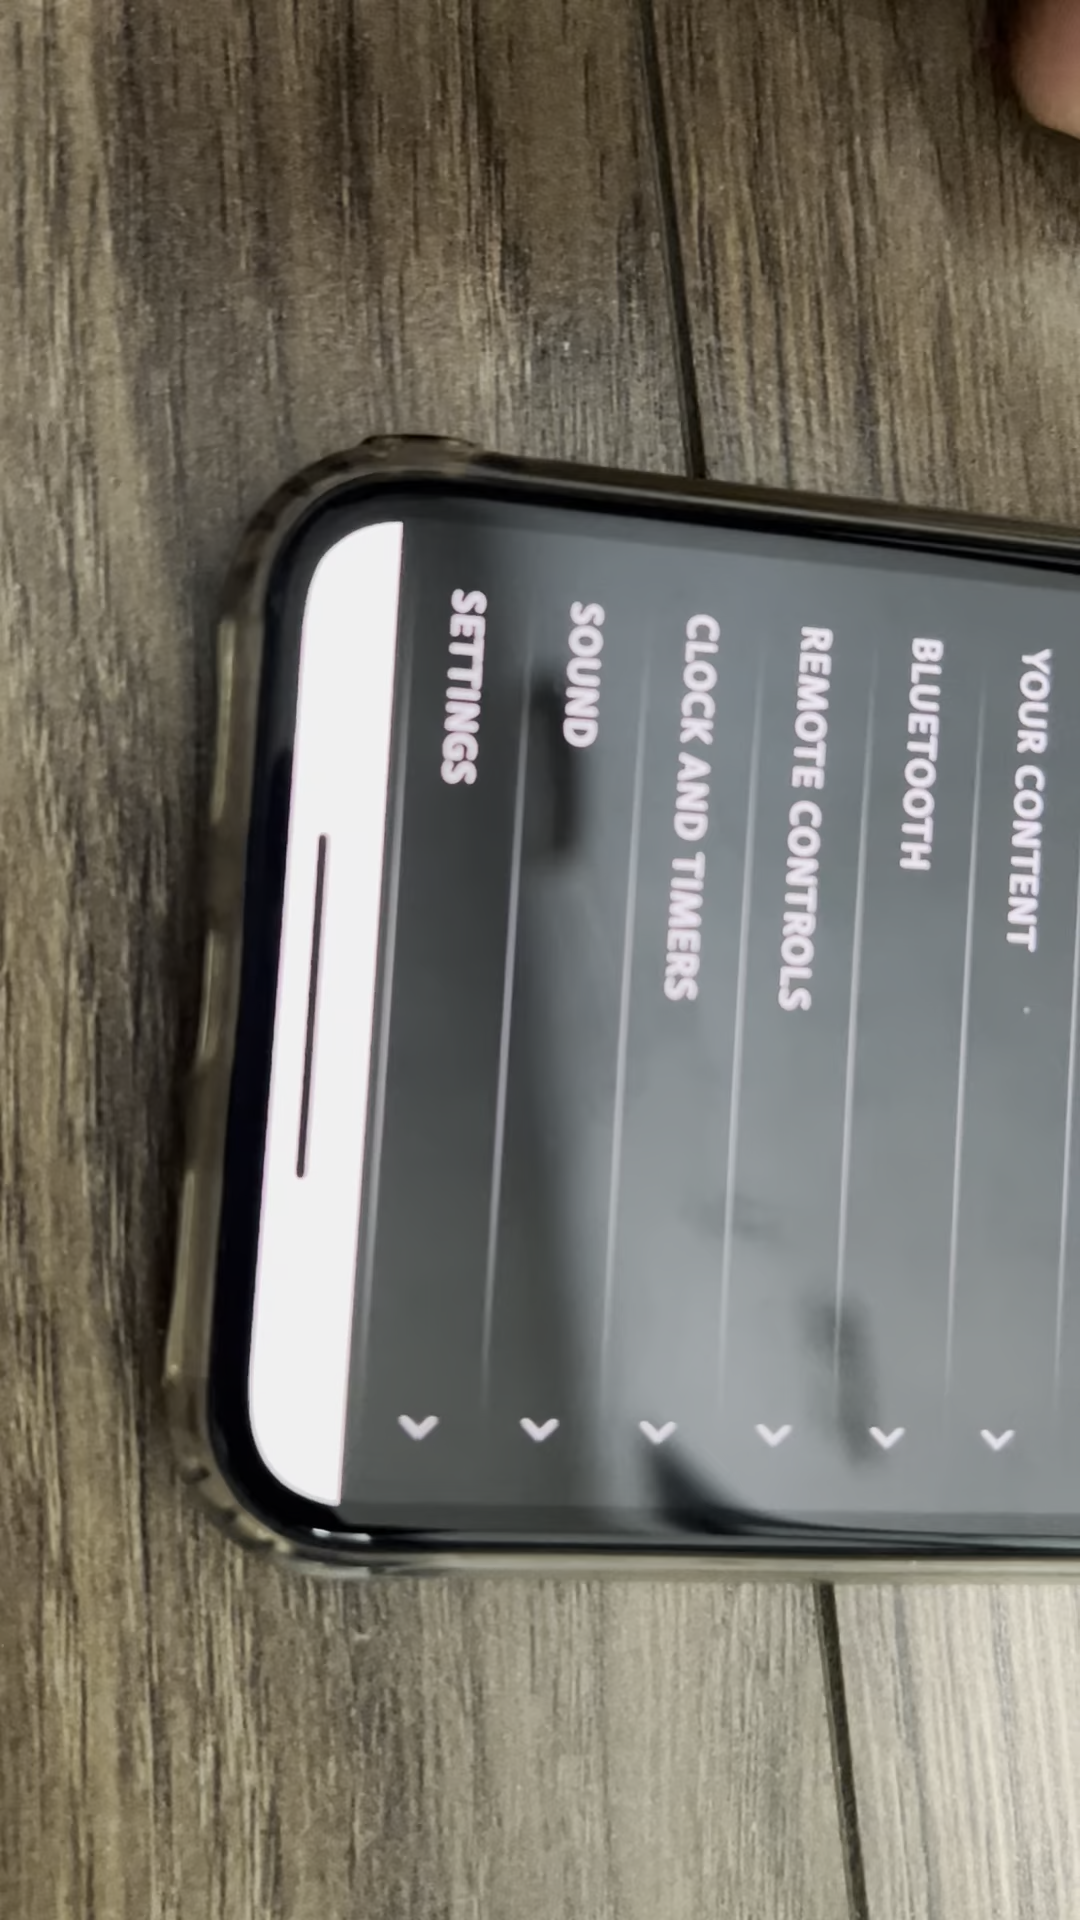 YOUR CONTENT
BLUETOOTH
REMOTE CONTROLS
CLOCK AND TIMERS
SOUND
SETTINGS